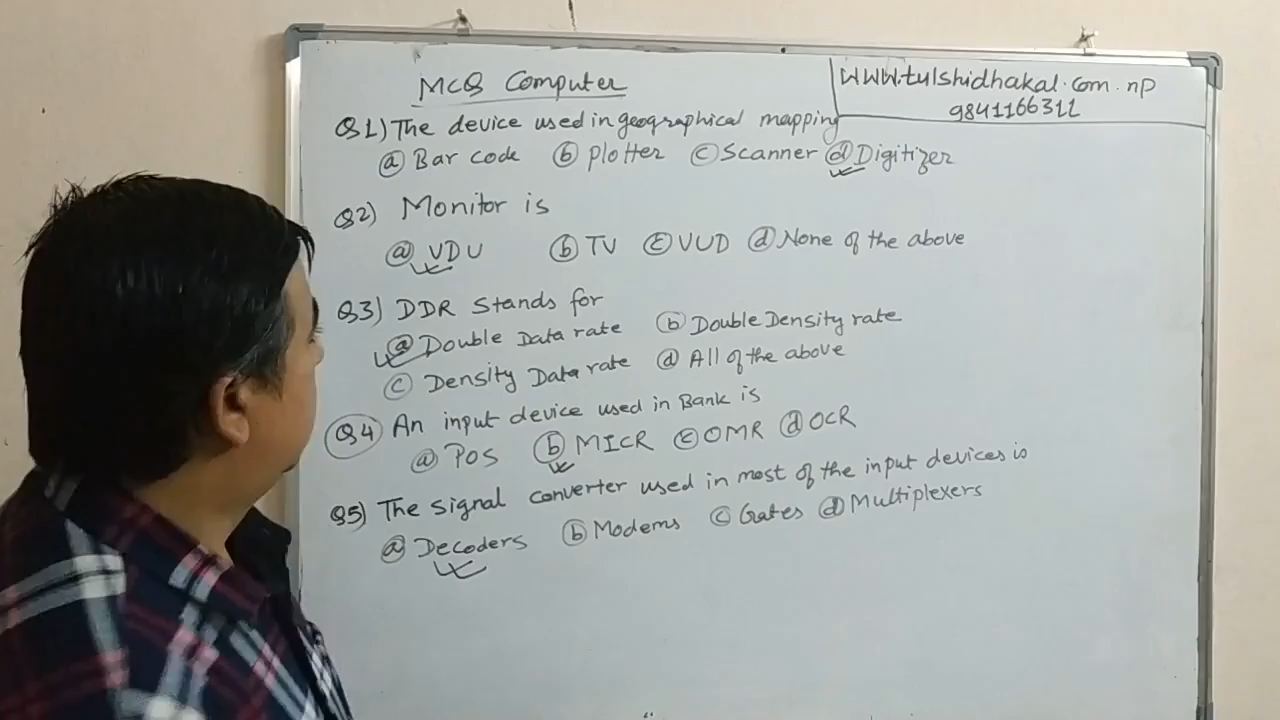 MCQ Computer
www.tulshidhakal.com.np
9841166311
Q1) The device used in geographical mapping
(a) Bar code (b) plotter (c) Scanner (d) Digitizer
Q2) Monitor is
(a) VDU (b) TV (c) VUD (d) None of the above
Q3) DDR Stands for
(a) Double Data rate (b) Double Density rate
(c) Density Data rate (d) All of the above
Q4) An input device used in Bank is
(a) POS (b) MICR (c) OMR (d) OCR
Q5) The signal converter used in most of the input devices is
(a) Decoders (b) Modems (c) Gates (d) Multiplexers